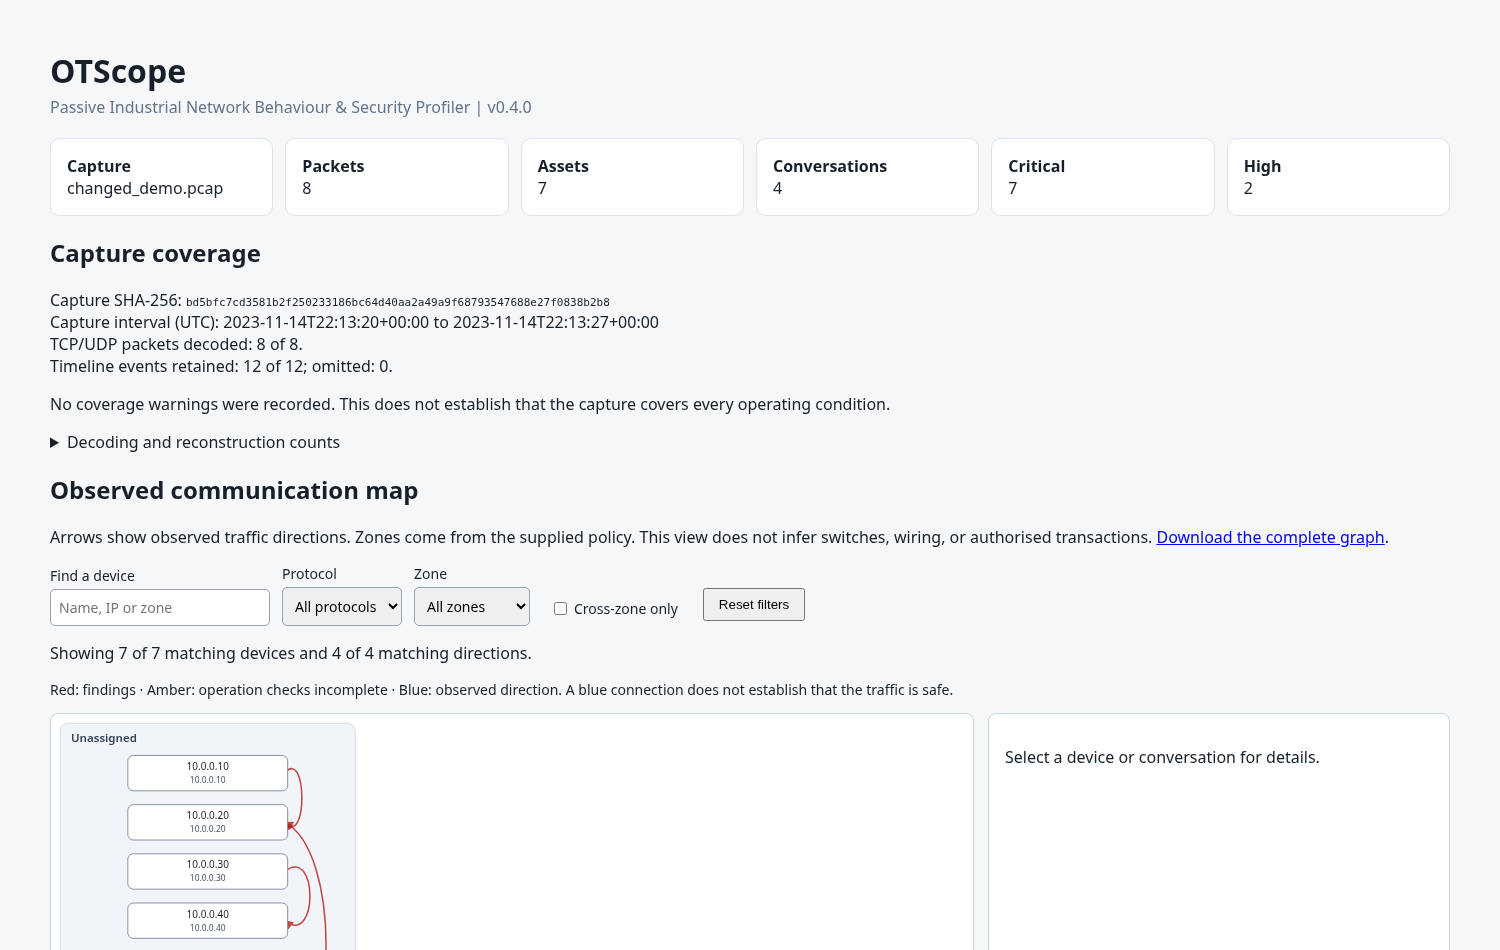 OTScope
Passive Industrial Network Behaviour & Security Profiler | v0.4.0
Capture
changed_demo.pcap
Packets
8
Assets
7
Conversations
4
Critical
7
High
2
Capture coverage
Capture SHA-256: bd5bfc7cd3581b2f250233186bc64d40aa2a49a9f68793547688e27f0838b2b8
Capture interval (UTC): 2023-11-14T22:13:20+00:00 to 2023-11-14T22:13:27+00:00
TCP/UDP packets decoded: 8 of 8.
Timeline events retained: 12 of 12; omitted: 0.
No coverage warnings were recorded. This does not establish that the capture covers every operating condition.
Decoding and reconstruction counts
Observed communication map
Arrows show observed traffic directions. Zones come from the supplied policy. This view does not infer switches, wiring, or authorised transactions. Download the complete graph.
Find a device
Name, IP or zone
Protocol
All protocols
Zone
All zones
Cross-zone only
Reset filters
Showing 7 of 7 matching devices and 4 of 4 matching directions.
Red: findings · Amber: operation checks incomplete · Blue: observed direction. A blue connection does not establish that the traffic is safe.
Unassigned
10.0.0.10
10.0.0.10
10.0.0.20
10.0.0.20
10.0.0.30
10.0.0.30
10.0.0.40
10.0.0.40
Select a device or conversation for details.